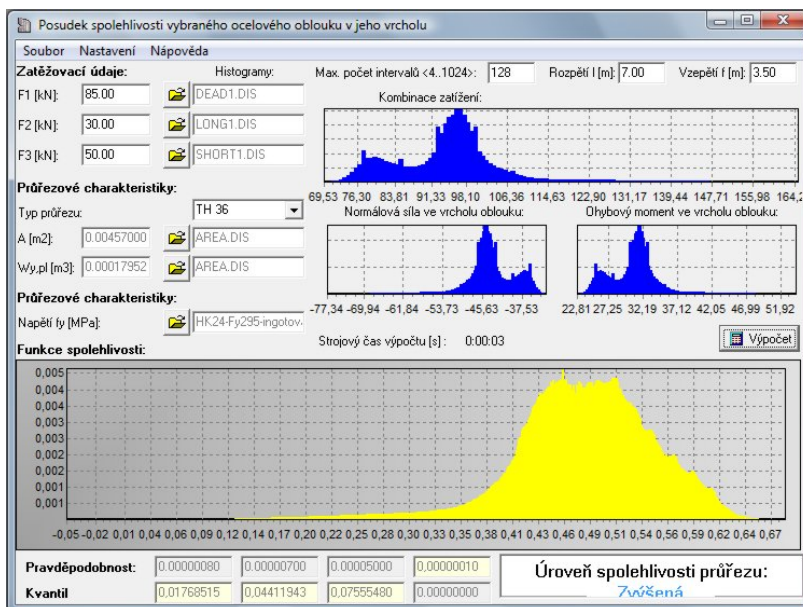 Posudek spolehlivosti vybraného ocelového oblouku v jeho vrcholu
Soubor Nastavení Nápověda
Zatěžovací údaje: Histogramy: Max. počet intervalů <4..1024>: 128 Rozpětí l [m]: 7.00 Vzepětí f [m]: 3.50
F1 [kN]: 85.00 DEAD1.DIS
F2 [kN]: 30.00 LONG1.DIS
F3 [kN]: 50.00 SHORT1.DIS
Kombinace zatížení:
69,53 76,30 83,81 91,33 98,10 106,36 114,63 122,90 131,17 139,44 147,71 155,98 164,2
Průřezové charakteristiky:
Typ průřezu: TH 36
A [m2]: 0.00457000 AREA.DIS
Wy,pl [m3]: 0.00017952 AREA.DIS
Normálová síla ve vrcholu oblouku: Ohybový moment ve vrcholu oblouku:
-77,34 -69,94 -61,84 -53,73 -45,63 -37,53
22,81 27,25 32,19 37,12 42,05 46,99 51,92
Průřezové charakteristiky:
Napětí fy [MPa]: HK24-Fy295-ingotov
Strojový čas výpočtu [s] : 0:00:03 Výpočet
Funkce spolehlivosti:
0,005
0,004
0,004
0,003
0,003
0,002
0,002
0,001
0,001
-0,05 -0,02 0,01 0,04 0,06 0,09 0,12 0,14 0,17 0,20 0,22 0,25 0,28 0,30 0,33 0,35 0,38 0,41 0,43 0,46 0,49 0,51 0,54 0,56 0,59 0,62 0,64 0,67
Pravděpodobnost: 0.00000080 0.00000700 0.00005000 0,00000010
Kvantil 0,01768515 0,04411943 0,07555480 0.00000000
Úroveň spolehlivosti průřezu:
Zvýšená